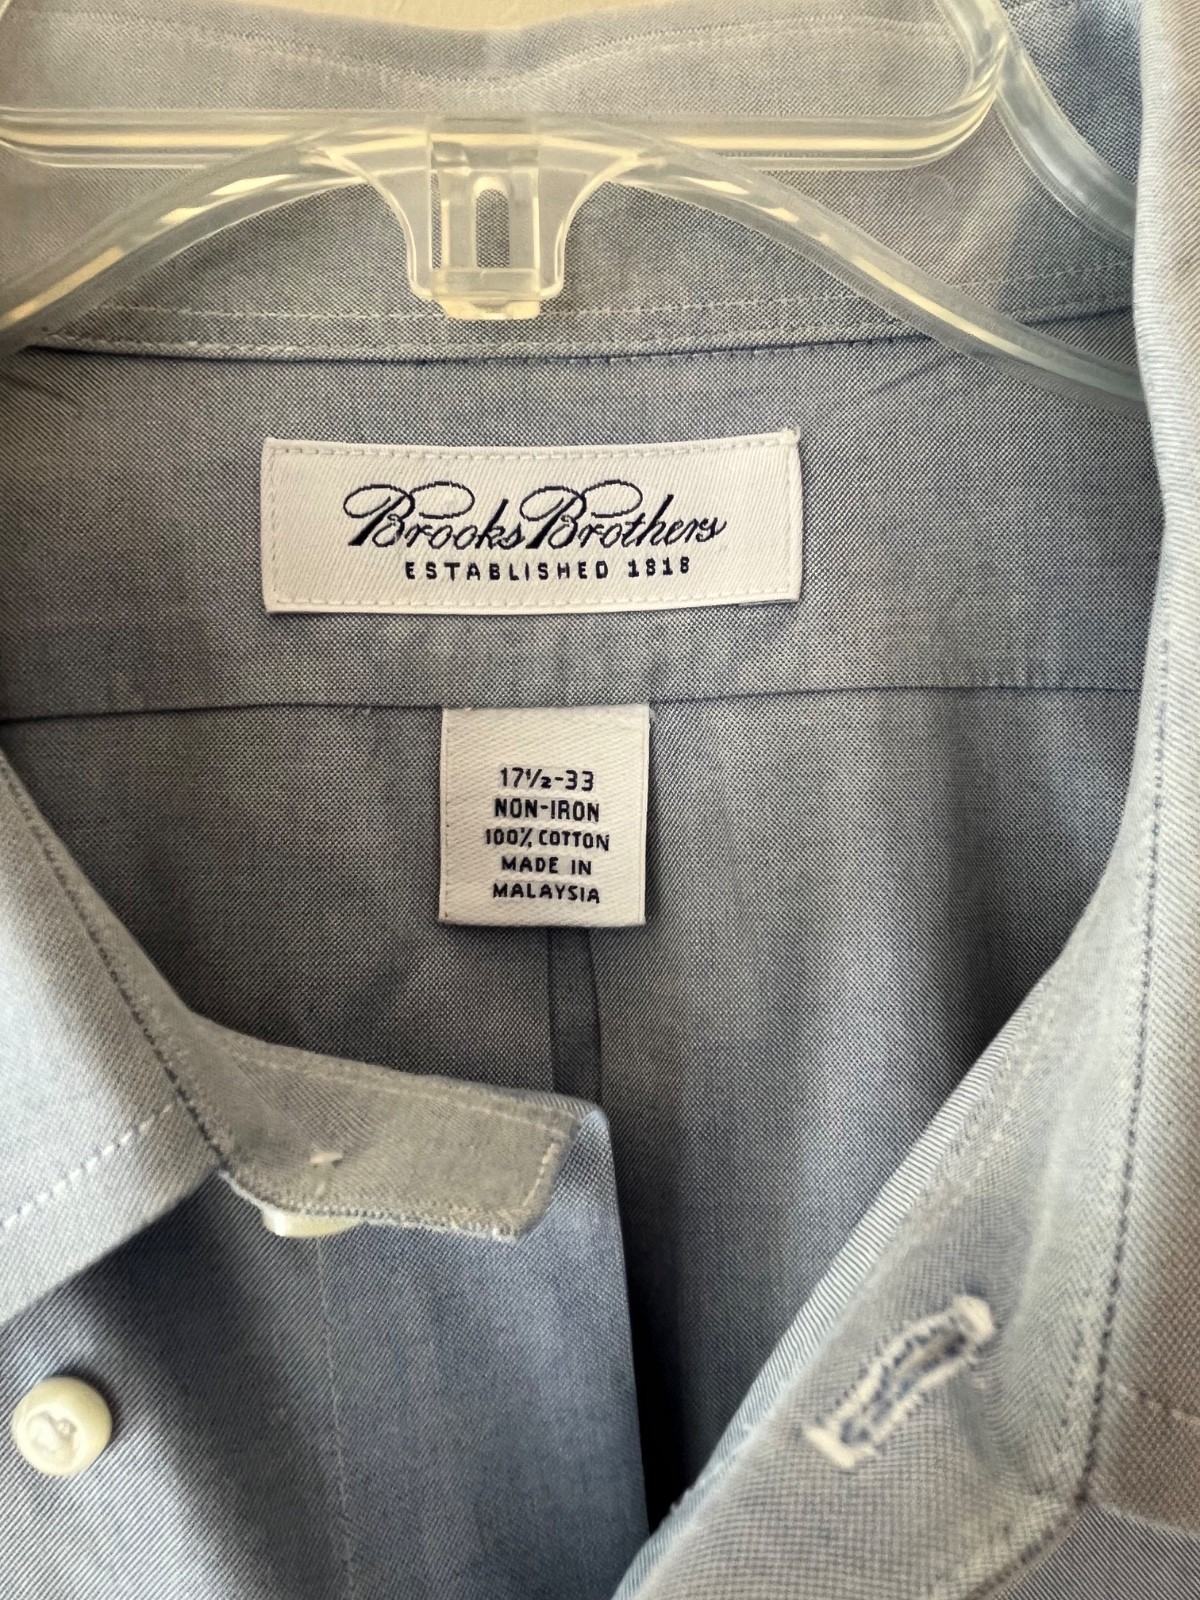 Brooks Brothers
ESTABLISHED 1818
17½-33
NON-IRON
100% COTTON
MADE IN
MALAYSIA